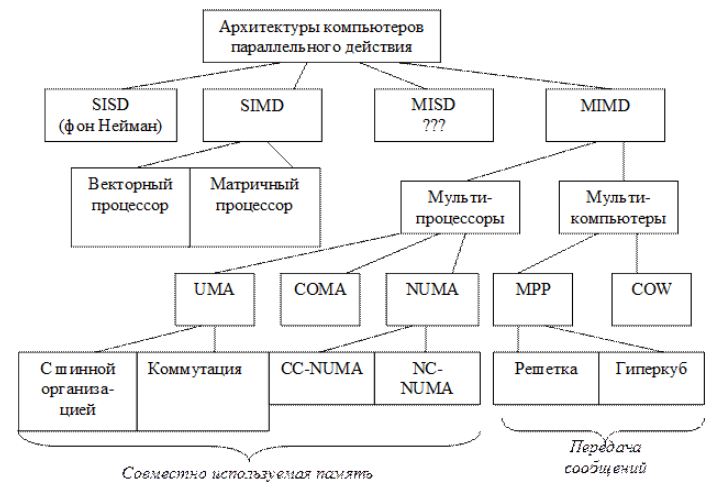 Архитектуры компьютеров
параллельного действия
SISD
(фон Нейман)
SIMD
MISD
???
MIMD
Векторный
процессор
Матричный
процессор
Мульти-
процессоры
Мульти-
компьютеры
UMA
COMA
NUMA
MPP
COW
С шинной
организа-
цией
Коммутация
CC-NUMA
NC-
NUMA
Решетка
Гиперкуб
Совместно используемая память
Передача
сообщений